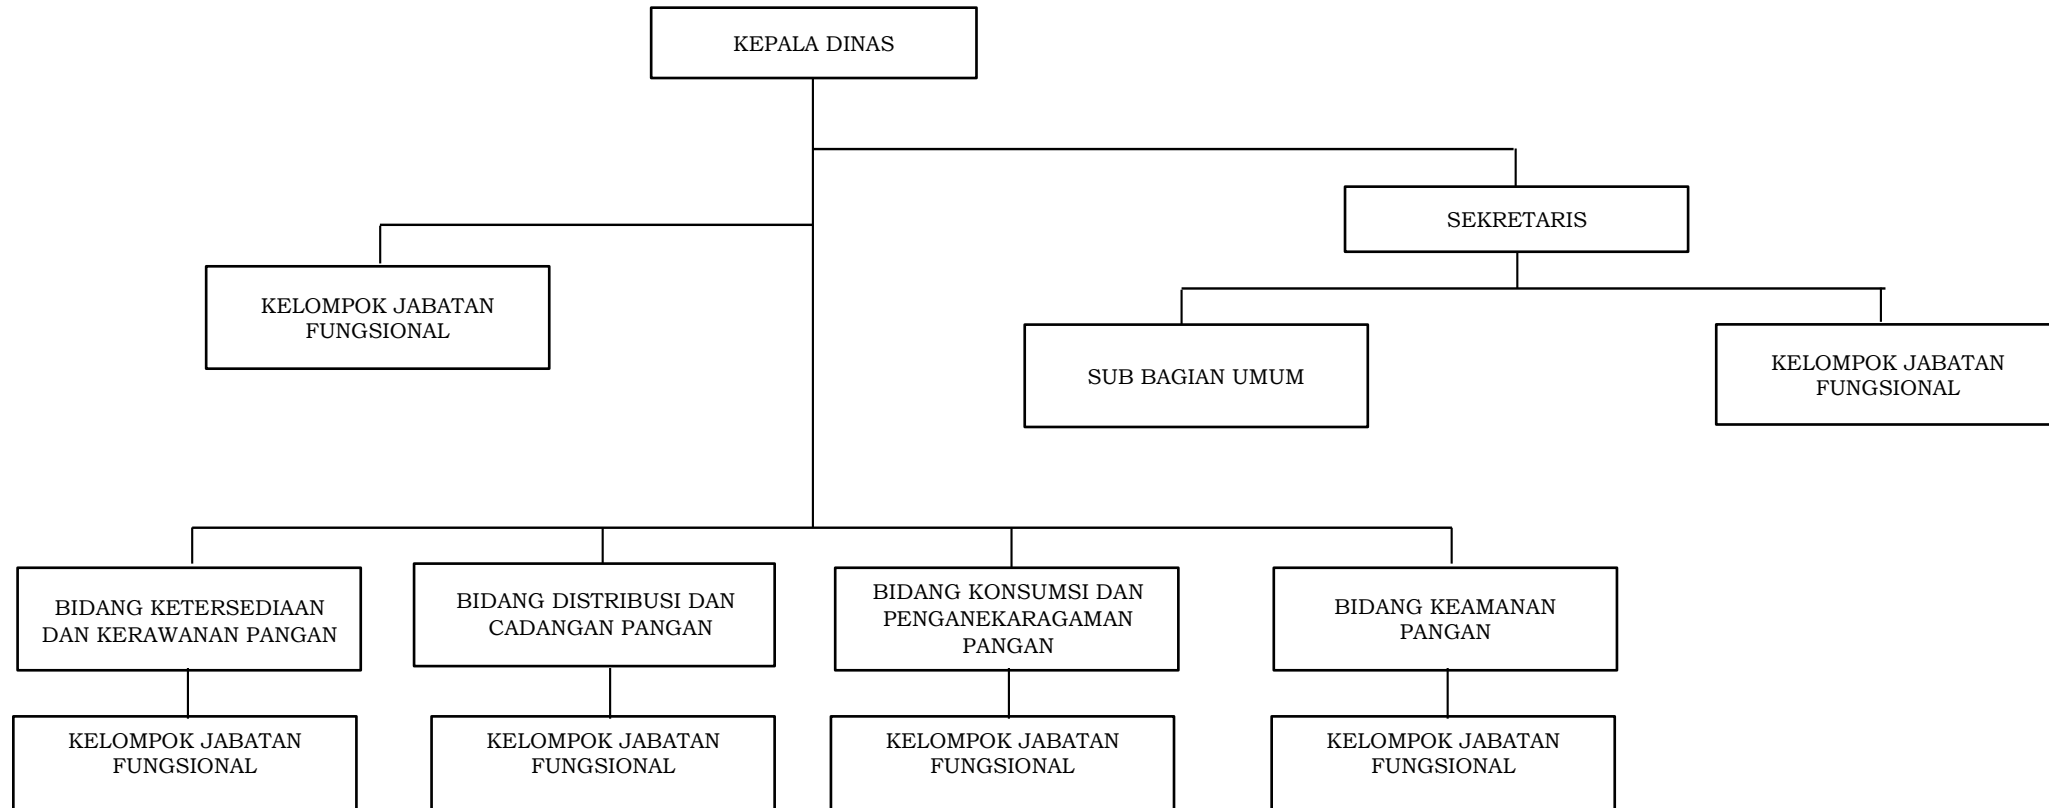 KEPALA DINAS
SEKRETARIS
KELOMPOK JABATAN
FUNGSIONAL
SUB BAGIAN UMUM
KELOMPOK JABATAN
FUNGSIONAL
BIDANG KETERSEDIAAN
DAN KERAWANAN PANGAN
BIDANG DISTRIBUSI DAN
CADANGAN PANGAN
BIDANG KONSUMSI DAN
PENGANEKARAGAMAN
PANGAN
BIDANG KEAMANAN
PANGAN
KELOMPOK JABATAN
FUNGSIONAL
KELOMPOK JABATAN
FUNGSIONAL
KELOMPOK JABATAN
FUNGSIONAL
KELOMPOK JABATAN
FUNGSIONAL